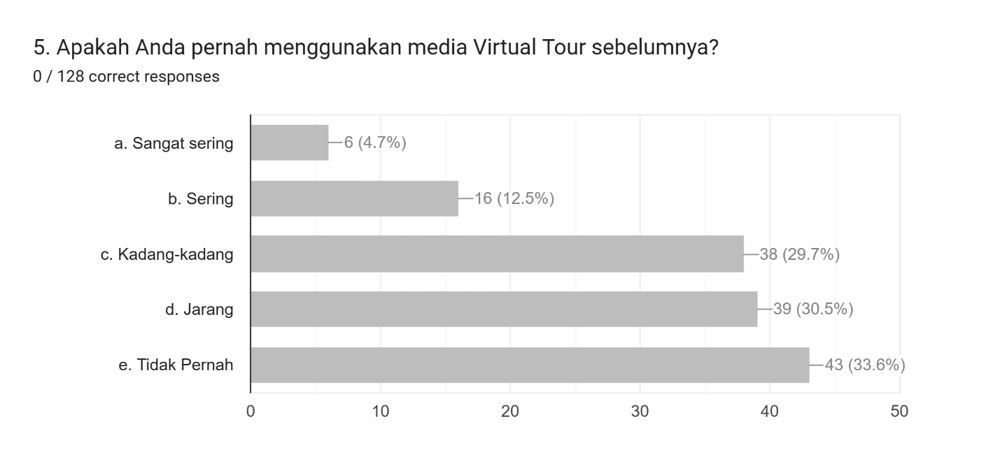 5. Apakah Anda pernah menggunakan media Virtual Tour sebelumnya?
0 / 128 correct responses
a. Sangat sering 6 (4.7%)
b. Sering 16 (12.5%)
c. Kadang-kadang 38 (29.7%)
d. Jarang 39 (30.5%)
e. Tidak Pernah 43 (33.6%)
0 10 20 30 40 50